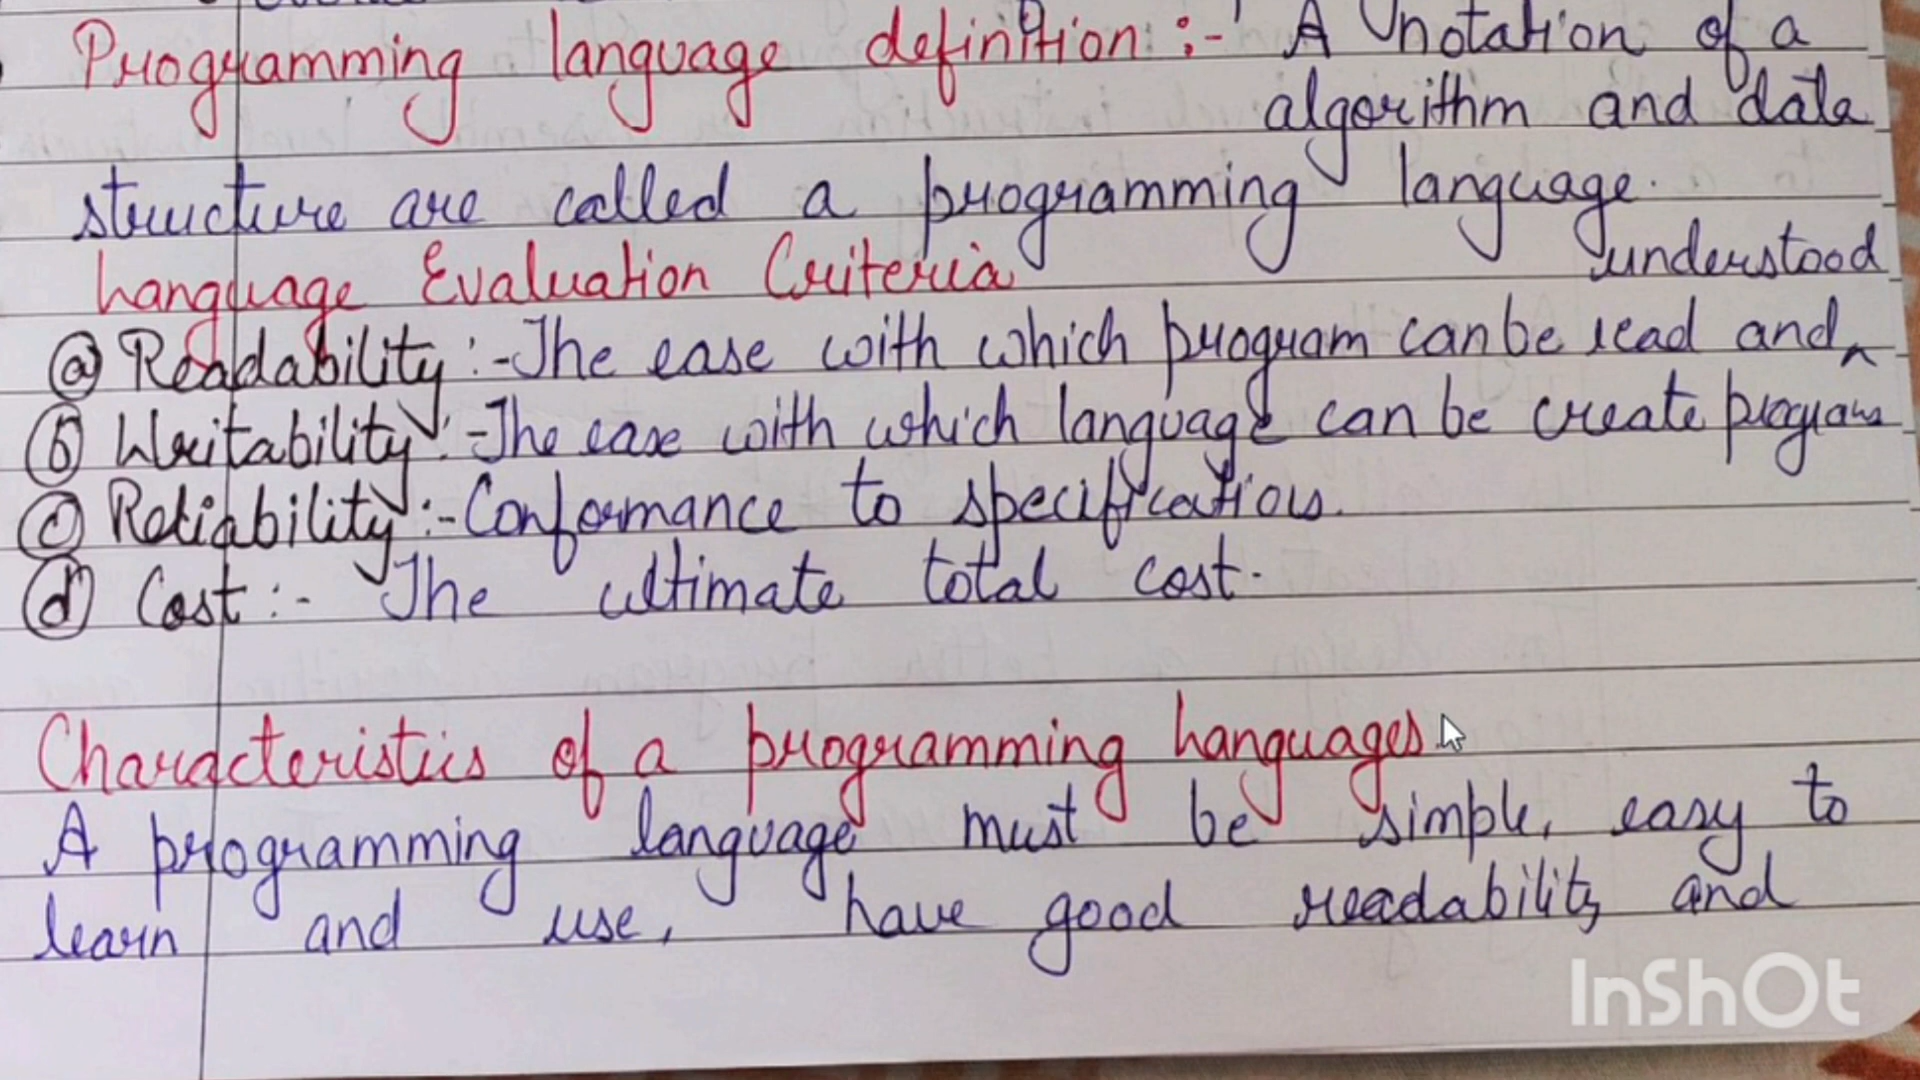 Programming language definition :- A notation of a
algorithm and data
structure are called a programming language.
Language Evaluation Criteria
understood
(a) Readability :- The ease with which program can be read and ^
(b) Writability :- The ease with which language can be create programs
(c) Reliability :- Conformance to specifications.
(d) Cost :- The ultimate total cost.
Characteristics of a programming Languages
A programming language must be simple, easy to
learn and use, have good readability and
InShOt